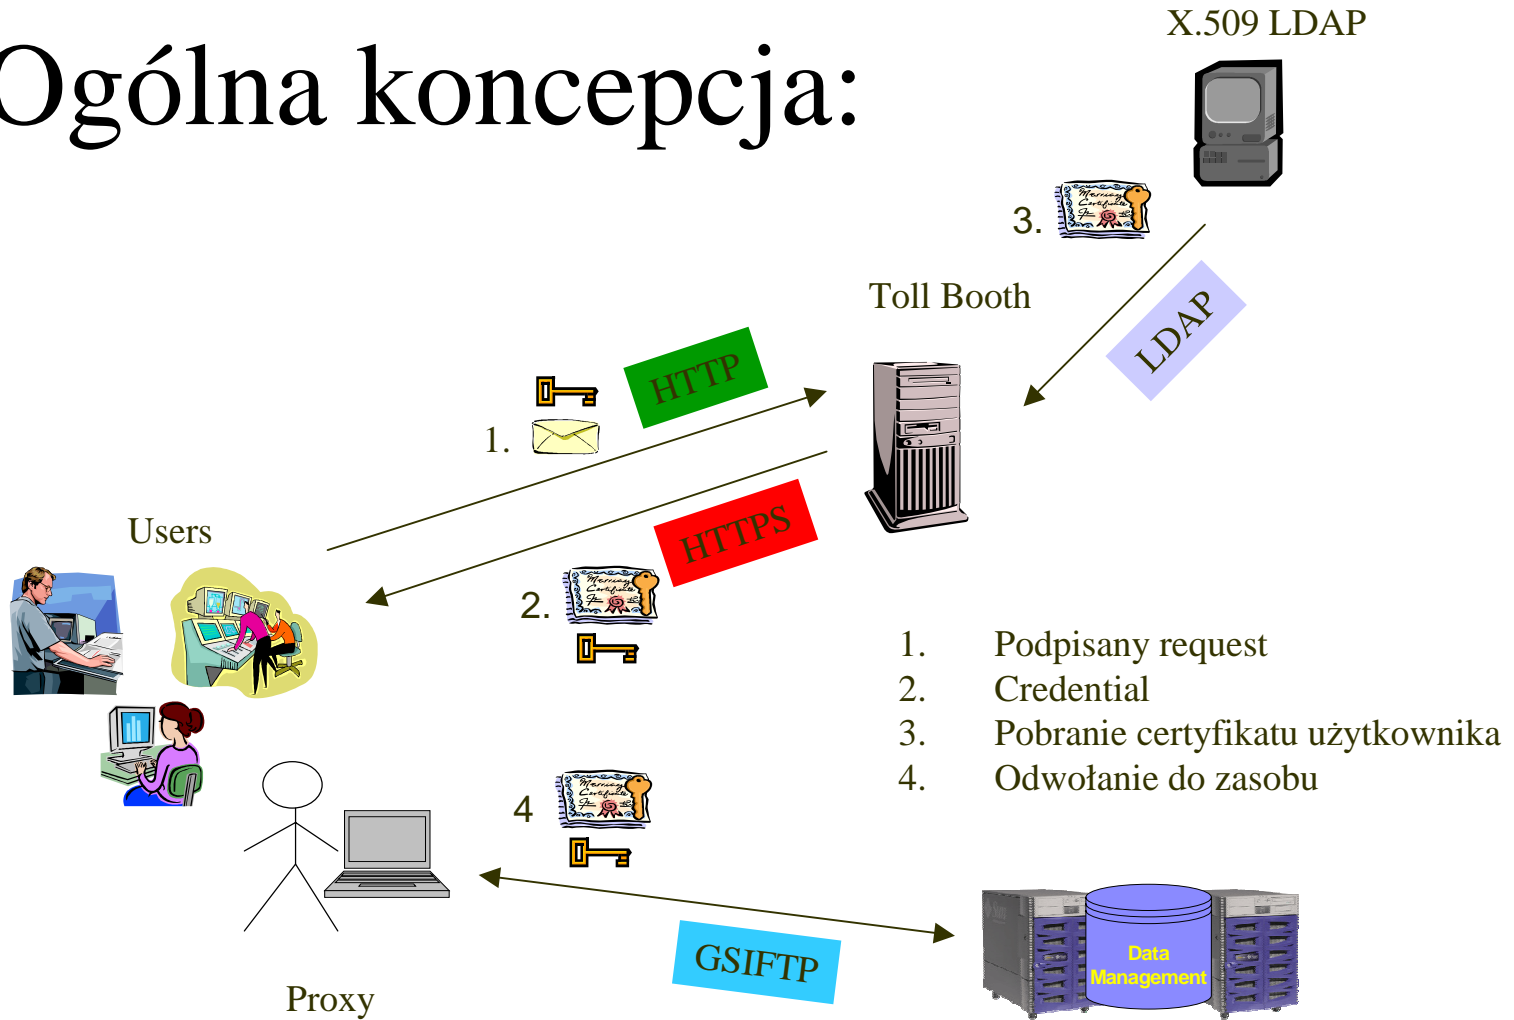 X.509 LDAP
Ogólna koncepcja:
3.
Toll Booth
LDAP
HTTP
1.
HTTPS
Users
2.
1. Podpisany request
2. Credential
3. Pobranie certyfikatu użytkownika
4. Odwołanie do zasobu
4
GSIFTP
Data
Management
Proxy